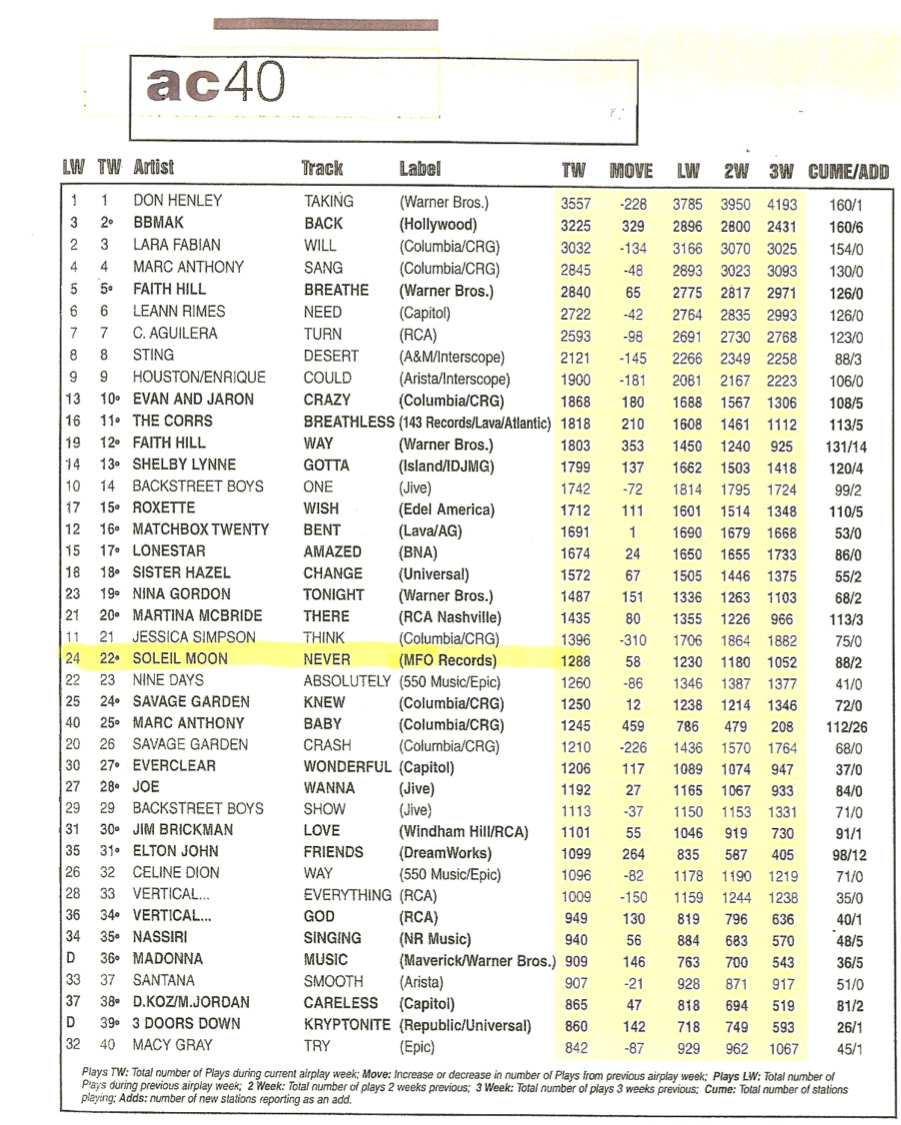 ac40
LW TW Artist Track Label TW MOVE LW 2W 3W CUME/ADD
1 1 DON HENLEY TAKING (Warner Bros.) 3557 -228 3785 3950 4193 160/1
3 2• BBMAK BACK (Hollywood) 3225 329 2896 2800 2431 160/6
2 3 LARA FABIAN WILL (Columbia/CRG) 3032 -134 3166 3070 3025 154/0
4 4 MARC ANTHONY SANG (Columbia/CRG) 2845 -48 2893 3023 3093 130/0
5 5• FAITH HILL BREATHE (Warner Bros.) 2840 65 2775 2817 2971 126/0
6 6 LEANN RIMES NEED (Capitol) 2722 -42 2764 2835 2993 126/0
7 7 C. AGUILERA TURN (RCA) 2593 -98 2691 2730 2768 123/0
8 8 STING DESERT (A&M/Interscope) 2121 -145 2266 2349 2258 88/3
9 9 HOUSTON/ENRIQUE COULD (Arista/Interscope) 1900 -181 2081 2167 2223 106/0
13 10• EVAN AND JARON CRAZY (Columbia/CRG) 1868 180 1688 1567 1306 108/5
16 11• THE CORRS BREATHLESS (143 Records/Lava/Atlantic) 1818 210 1608 1461 1112 113/5
19 12• FAITH HILL WAY (Warner Bros.) 1803 353 1450 1240 925 131/14
14 13• SHELBY LYNNE GOTTA (Island/IDJMG) 1799 137 1662 1503 1418 120/4
10 14 BACKSTREET BOYS ONE (Jive) 1742 -72 1814 1795 1724 99/2
17 15• ROXETTE WISH (Edel America) 1712 111 1601 1514 1348 110/5
12 16• MATCHBOX TWENTY BENT (Lava/AG) 1691 1 1690 1679 1668 53/0
15 17• LONESTAR AMAZED (BNA) 1674 24 1650 1655 1733 86/0
18 18• SISTER HAZEL CHANGE (Universal) 1572 67 1505 1446 1375 55/2
23 19• NINA GORDON TONIGHT (Warner Bros.) 1487 151 1336 1263 1103 68/2
21 20• MARTINA MCBRIDE THERE (RCA Nashville) 1435 80 1355 1226 966 113/3
11 21 JESSICA SIMPSON THINK (Columbia/CRG) 1396 -310 1706 1864 1882 75/0
24 22• SOLEIL MOON NEVER (MFO Records) 1288 58 1230 1180 1052 88/2
22 23 NINE DAYS ABSOLUTELY (550 Music/Epic) 1260 -86 1346 1387 1377 41/0
25 24• SAVAGE GARDEN KNEW (Columbia/CRG) 1250 12 1238 1214 1346 72/0
40 25• MARC ANTHONY BABY (Columbia/CRG) 1245 459 786 479 208 112/26
20 26 SAVAGE GARDEN CRASH (Columbia/CRG) 1210 -226 1436 1570 1764 68/0
30 27• EVERCLEAR WONDERFUL (Capitol) 1206 117 1089 1074 947 37/0
27 28• JOE WANNA (Jive) 1192 27 1165 1067 933 84/0
29 29 BACKSTREET BOYS SHOW (Jive) 1113 -37 1150 1153 1331 71/0
31 30• JIM BRICKMAN LOVE (Windham Hill/RCA) 1101 55 1046 919 730 91/1
35 31• ELTON JOHN FRIENDS (DreamWorks) 1099 264 835 587 405 98/12
26 32 CELINE DION WAY (550 Music/Epic) 1096 -82 1178 1190 1219 71/0
28 33 VERTICAL... EVERYTHING (RCA) 1009 -150 1159 1244 1238 35/0
36 34• VERTICAL... GOD (RCA) 949 130 819 796 636 40/1
34 35• NASSIRI SINGING (NR Music) 940 56 884 683 570 48/5
D 36• MADONNA MUSIC (Maverick/Warner Bros.) 909 146 763 700 543 36/5
33 37 SANTANA SMOOTH (Arista) 907 -21 928 871 917 51/0
37 38• D.KOZ/M.JORDAN CARELESS (Capitol) 865 47 818 694 519 81/2
D 39• 3 DOORS DOWN KRYPTONITE (Republic/Universal) 860 142 718 749 593 26/1
32 40 MACY GRAY TRY (Epic) 842 -87 929 962 1067 45/1
Plays TW: Total number of Plays during current airplay week; Move: Increase or decrease in number of Plays from previous airplay week; Plays LW: Total number of
Plays during previous airplay week; 2 Week: Total number of plays 2 weeks previous; 3 Week: Total number of plays 3 weeks previous; Cume: Total number of stations
playing; Adds: number of new stations reporting as an add.